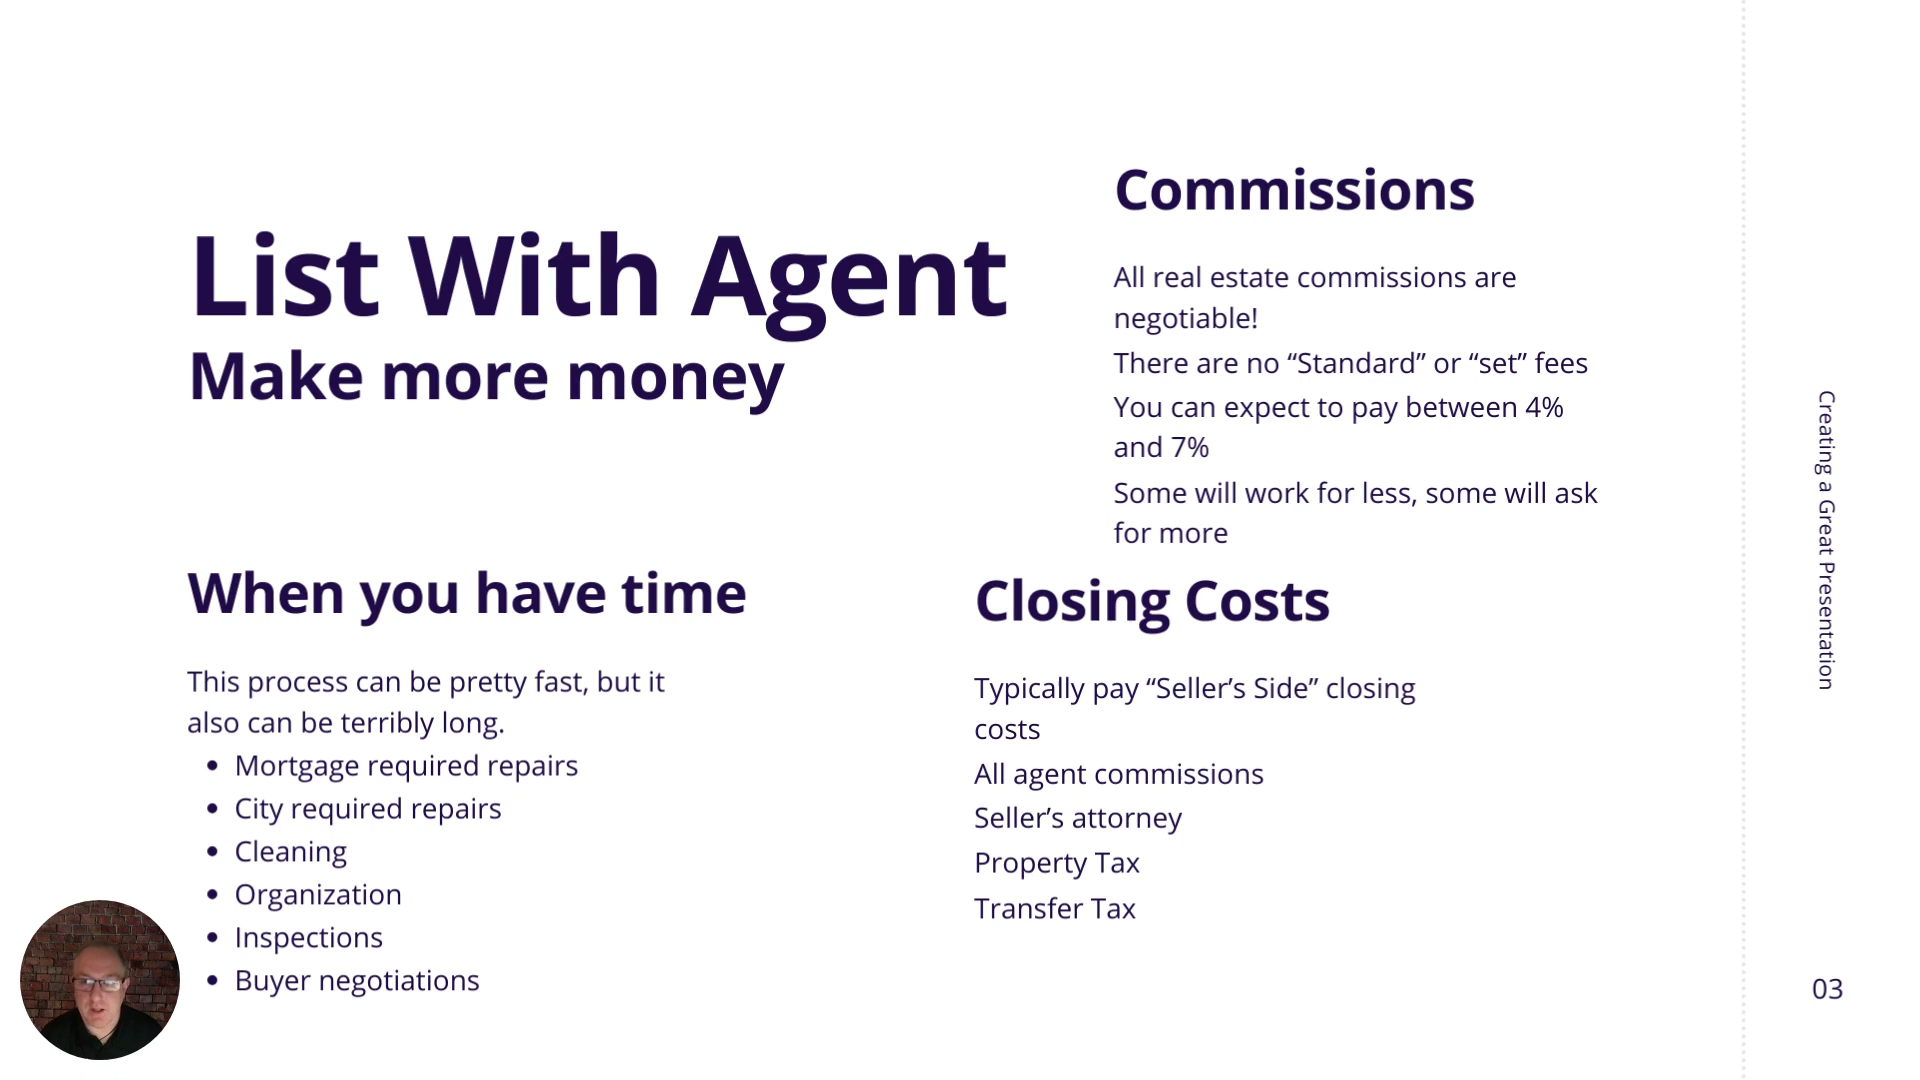 List With Agent
Make more money
Commissions
All real estate commissions are
negotiable!
There are no “Standard” or “set” fees
You can expect to pay between 4%
and 7%
Some will work for less, some will ask
for more
When you have time
This process can be pretty fast, but it
also can be terribly long.
• Mortgage required repairs
• City required repairs
• Cleaning
• Organization
• Inspections
• Buyer negotiations
Closing Costs
Typically pay “Seller’s Side” closing
costs
All agent commissions
Seller’s attorney
Property Tax
Transfer Tax
Creating a Great Presentation
03